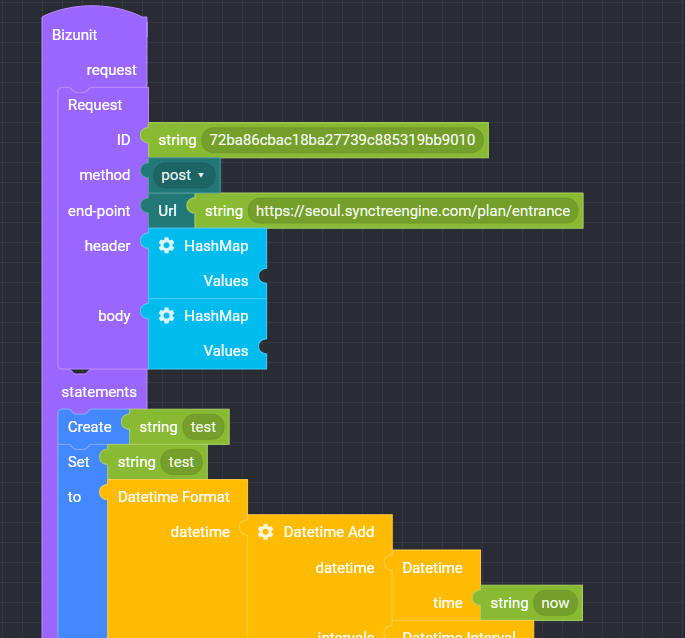 Bizunit
request
Request
ID string 72ba86cbac18ba27739c885319bb9010
method post
end-point Url string https://seoul.synctreengine.com/plan/entrance
header HashMap
Values
body HashMap
Values
statements
Create string test
Set string test
to Datetime Format
datetime Datetime Add
datetime Datetime
time string now
intervals Datetime Interval